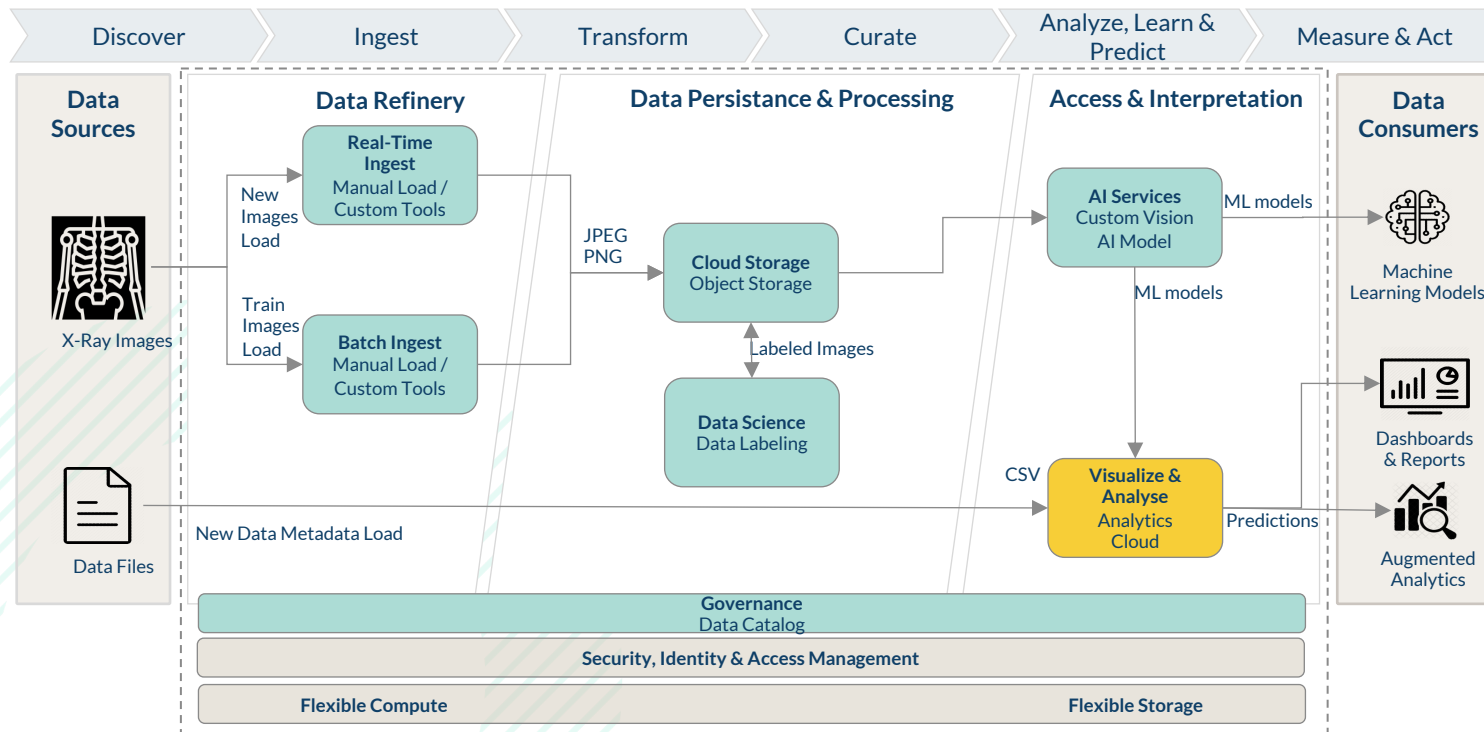 Discover
Ingest
Transform
Curate
Analyze, Learn &
Predict
Measure & Act
Data
Sources
X-Ray Images
Data Files
Data Refinery
New
Images
Load
Train
Images
Load
Real-Time
Ingest
Manual Load /
Custom Tools
Batch Ingest
Manual Load /
Custom Tools
New Data Metadata Load
Data Persistance & Processing
JPEG
PNG
Cloud Storage
Object Storage
Labeled Images
Data Science
Data Labeling
Access & Interpretation
AI Services
Custom Vision
AI Model
ML models
ML models
CSV
Visualize &
Analyse
Analytics
Cloud
Predictions
Data
Consumers
Machine
Learning Models
Dashboards
& Reports
Augmented
Analytics
Governance
Data Catalog
Security, Identity & Access Management
Flexible Compute
Flexible Storage